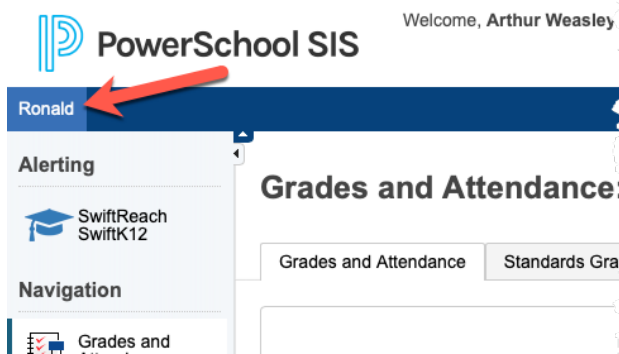 Welcome, Arthur Weasley
PowerSchool SIS
Ronald
Alerting
SwiftReach
SwiftK12
Grades and Attendance:
Grades and Attendance
Standards Gra
Navigation
Grades and